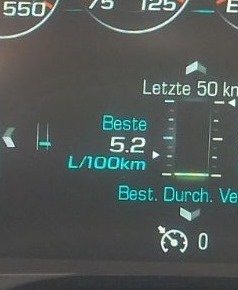 550 75 125 E
Letzte 50 km
Beste
5.2
L/100km
Best. Durch. Ve
0